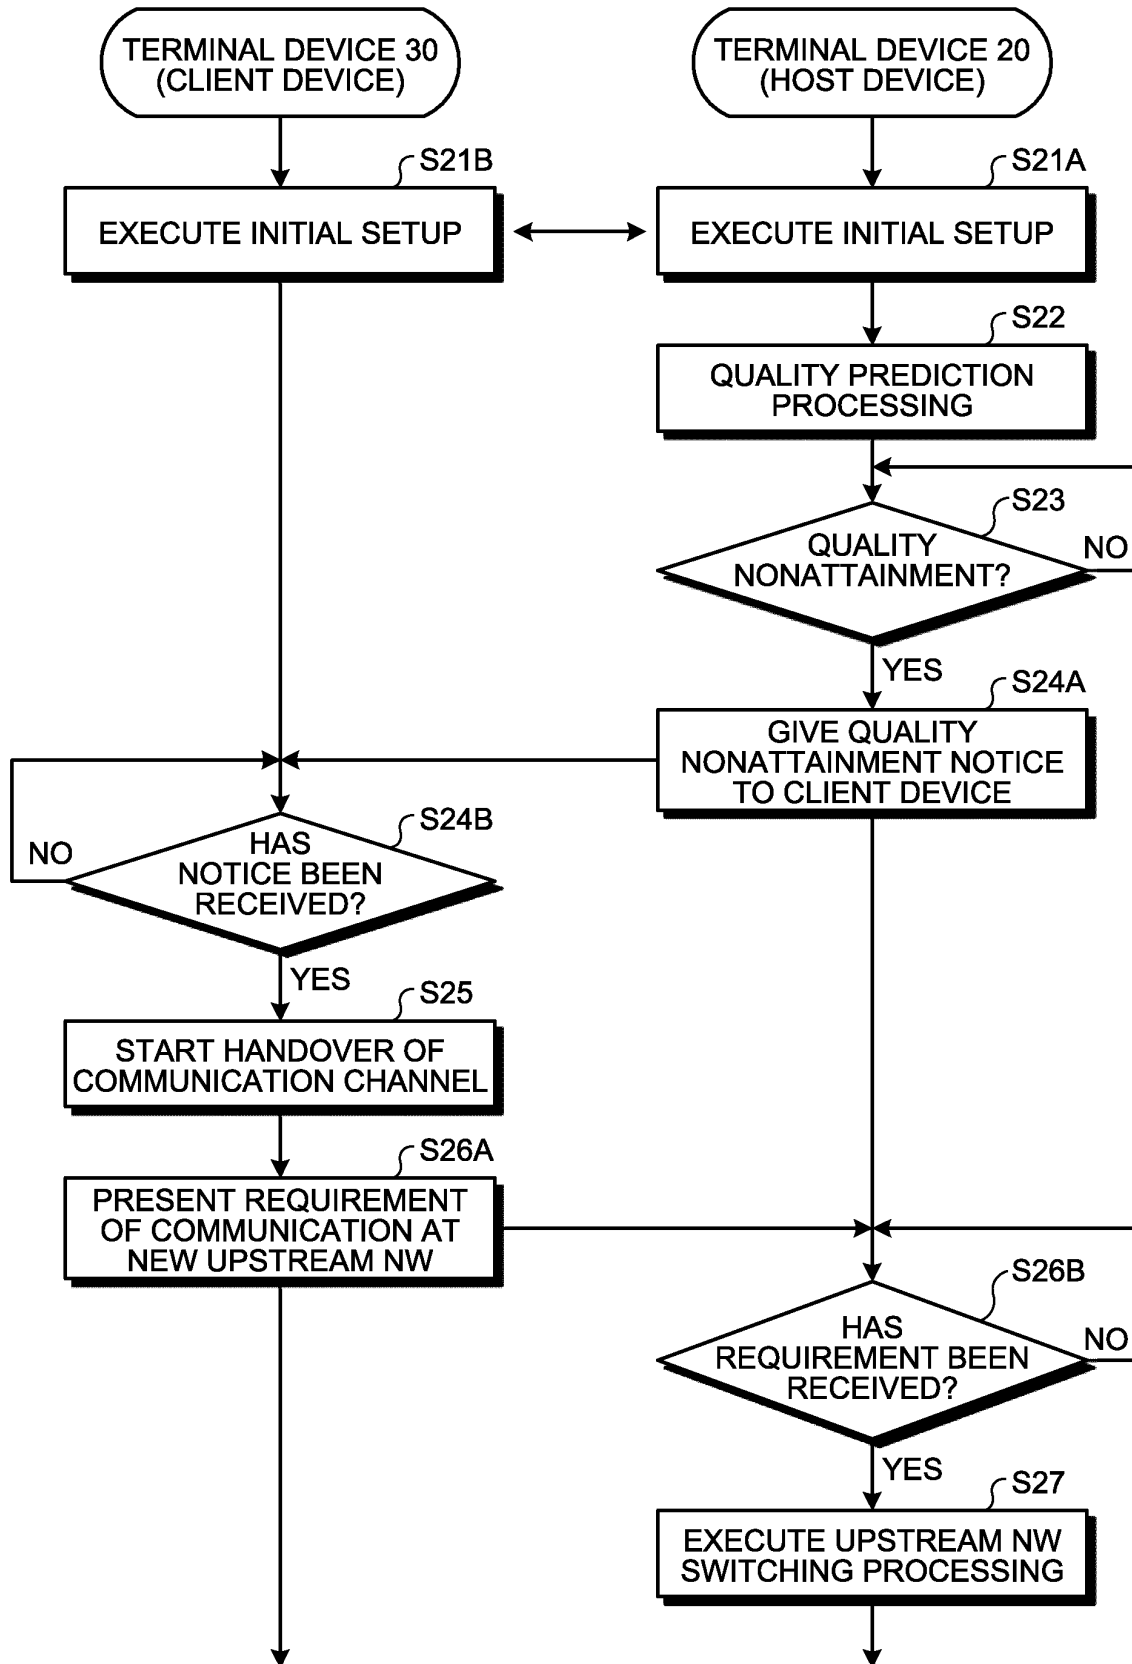 TERMINAL DEVICE 30
(CLIENT DEVICE)
TERMINAL DEVICE 20
(HOST DEVICE)
S21B
EXECUTE INITIAL SETUP
S21A
EXECUTE INITIAL SETUP
S22
QUALITY PREDICTION
PROCESSING
S23
QUALITY
NONATTAINMENT?
NO
YES
S24A
GIVE QUALITY
NONATTAINMENT NOTICE
TO CLIENT DEVICE
S24B
HAS
NOTICE BEEN
RECEIVED?
NO
YES
S25
START HANDOVER OF
COMMUNICATION CHANNEL
S26A
PRESENT REQUIREMENT
OF COMMUNICATION AT
NEW UPSTREAM NW
S26B
HAS
REQUIREMENT BEEN
RECEIVED?
NO
YES
S27
EXECUTE UPSTREAM NW
SWITCHING PROCESSING